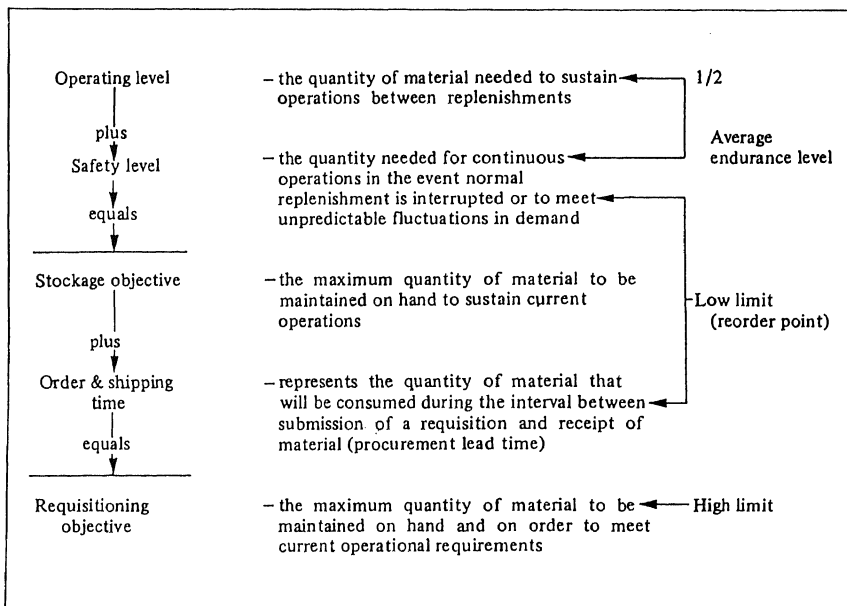 Operating level
– the quantity of material needed to sustain
operations between replenishments
1/2
plus
Average
endurance level
Safety level
– the quantity needed for continuous
operations in the event normal
replenishment is interrupted or to meet
unpredictable fluctuations in demand
equals
Stockage objective
– the maximum quantity of material to be
maintained on hand to sustain current
operations
Low limit
(reorder point)
plus
Order & shipping
time
– represents the quantity of material that
will be consumed during the interval between
submission of a requisition and receipt of
material (procurement lead time)
equals
Requisitioning
objective
– the maximum quantity of material to be
maintained on hand and on order to meet
current operational requirements
High limit